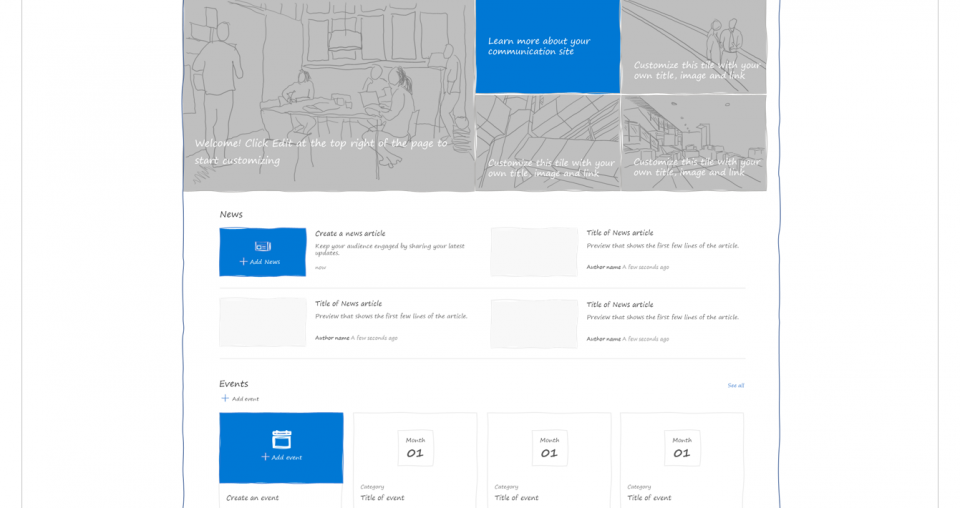 Learn more about your
communication site
Customize this tile with your
own title, image and link
Welcome! Click Edit at the top right of the page to
start customizing
Customize this tile with your
own title, image and link
Customize this tile with your
own title, image and link
News
Add News
Create a news article
Keep your audience engaged by sharing your latest
updates.
now
Title of News article
Preview that shows the first few lines of the article.
Author name A few seconds ago
Title of News article
Preview that shows the first few lines of the article.
Author name A few seconds ago
Title of News article
Preview that shows the first few lines of the article.
Author name A few seconds ago
Events
See all
Add event
Add event
Create an event
Month
01
Category
Title of event
Month
01
Category
Title of event
Month
01
Category
Title of event